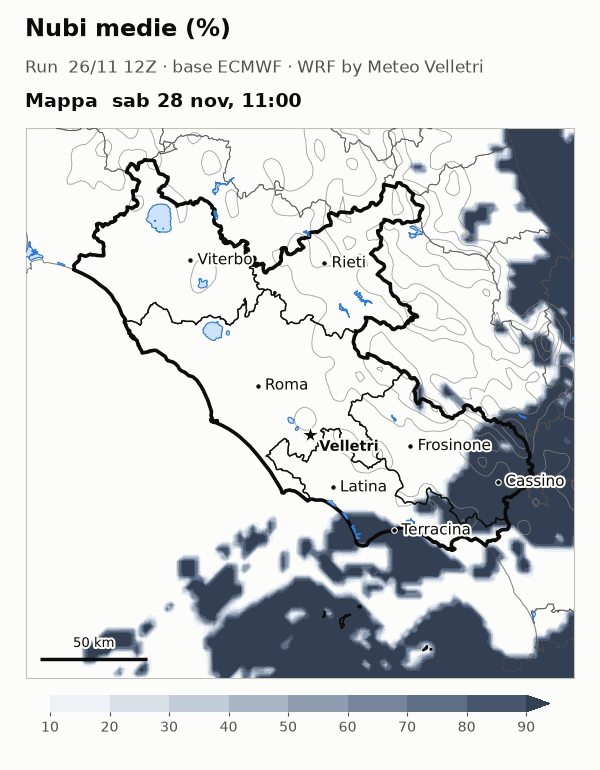 Nubi medie (%)
Run  26/11 12Z · base ECMWF · WRF by Meteo Velletri
Mappa  sab 28 nov, 11:00
Viterbo
Rieti
Roma
Velletri
Frosinone
Cassino
Latina
Terracina
50 km
10 20 30 40 50 60 70 80 90